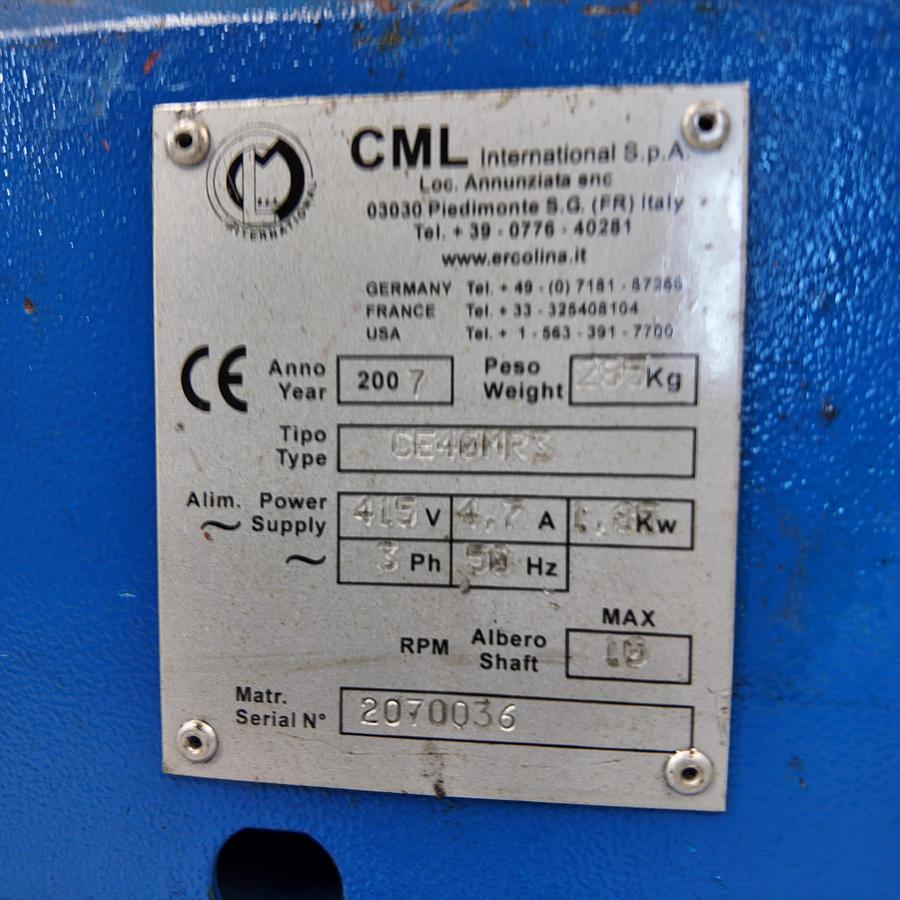 CML International S.p.A.
INTERNATIONAL
Loc. Annunziata snc
03030 Piedimonte S.G. (FR) Italy
Tel. + 39 - 0776 - 40281
www.ercolina.it
GERMANY Tel. + 49 - (0) 7181 - 87266
FRANCE Tel. + 33 - 325408104
USA Tel. + 1 - 563 - 391 - 7700
CE Anno 2007 Peso 285 Kg
Year Weight
Tipo CE40MR3
Type
Alim. Power 415 V 4,7 A Kw
~ Supply
~ 3 Ph 50 Hz
MAX
RPM Albero 10
Shaft
Matr. 2070036
Serial N°